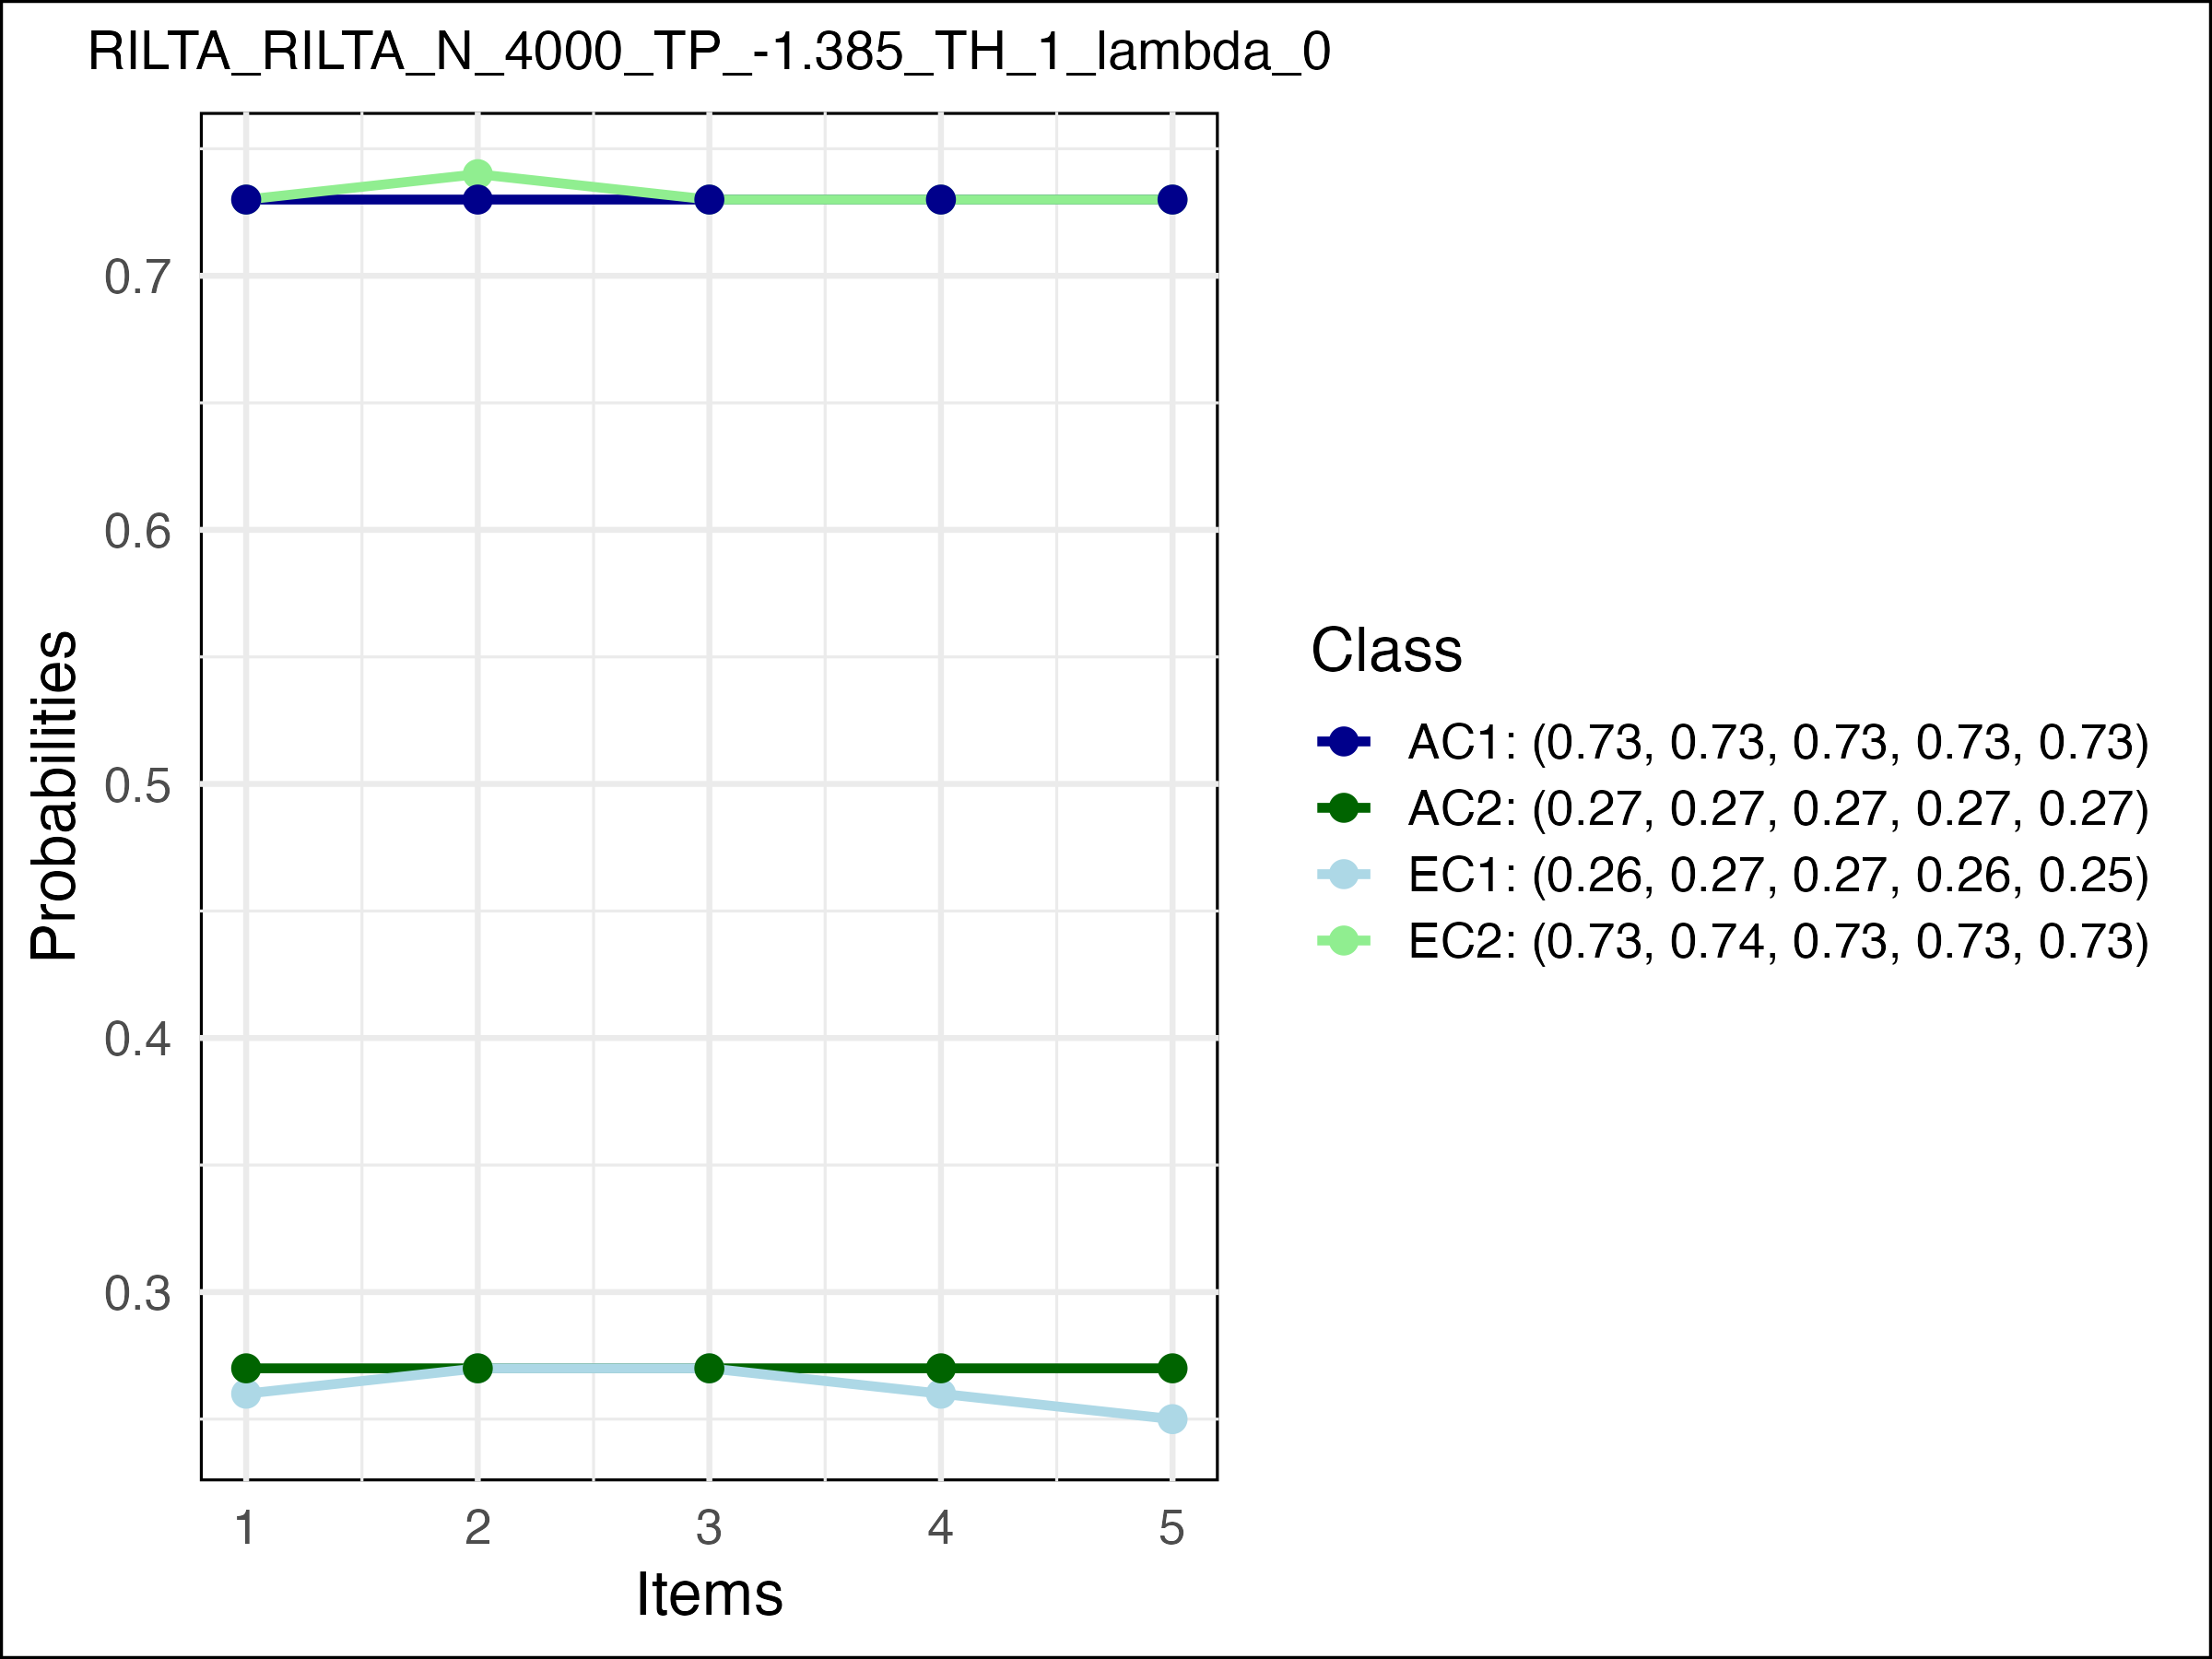 RILTA_RILTA_N_4000_TP_-1.385_TH_1_lambda_0
0.7
0.6
0.5
0.4
0.3
Probabilities
1 2 3 4 5
Items
Class
AC1: (0.73, 0.73, 0.73, 0.73, 0.73)
AC2: (0.27, 0.27, 0.27, 0.27, 0.27)
EC1: (0.26, 0.27, 0.27, 0.26, 0.25)
EC2: (0.73, 0.74, 0.73, 0.73, 0.73)